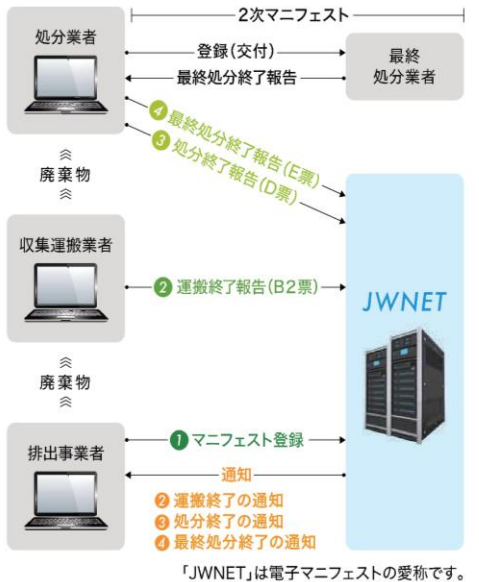 2次マニフェスト
処分業者
登録（交付）
最終処分終了報告
最終
処分業者
④最終処分終了報告（E票）
③処分終了報告（D票）
廃棄物
収集運搬業者
②運搬終了報告（B2票）
JWNET
廃棄物
排出事業者
①マニフェスト登録
通知
②運搬終了の通知
③処分終了の通知
④最終処分終了の通知
「JWNET」は電子マニフェストの愛称です。